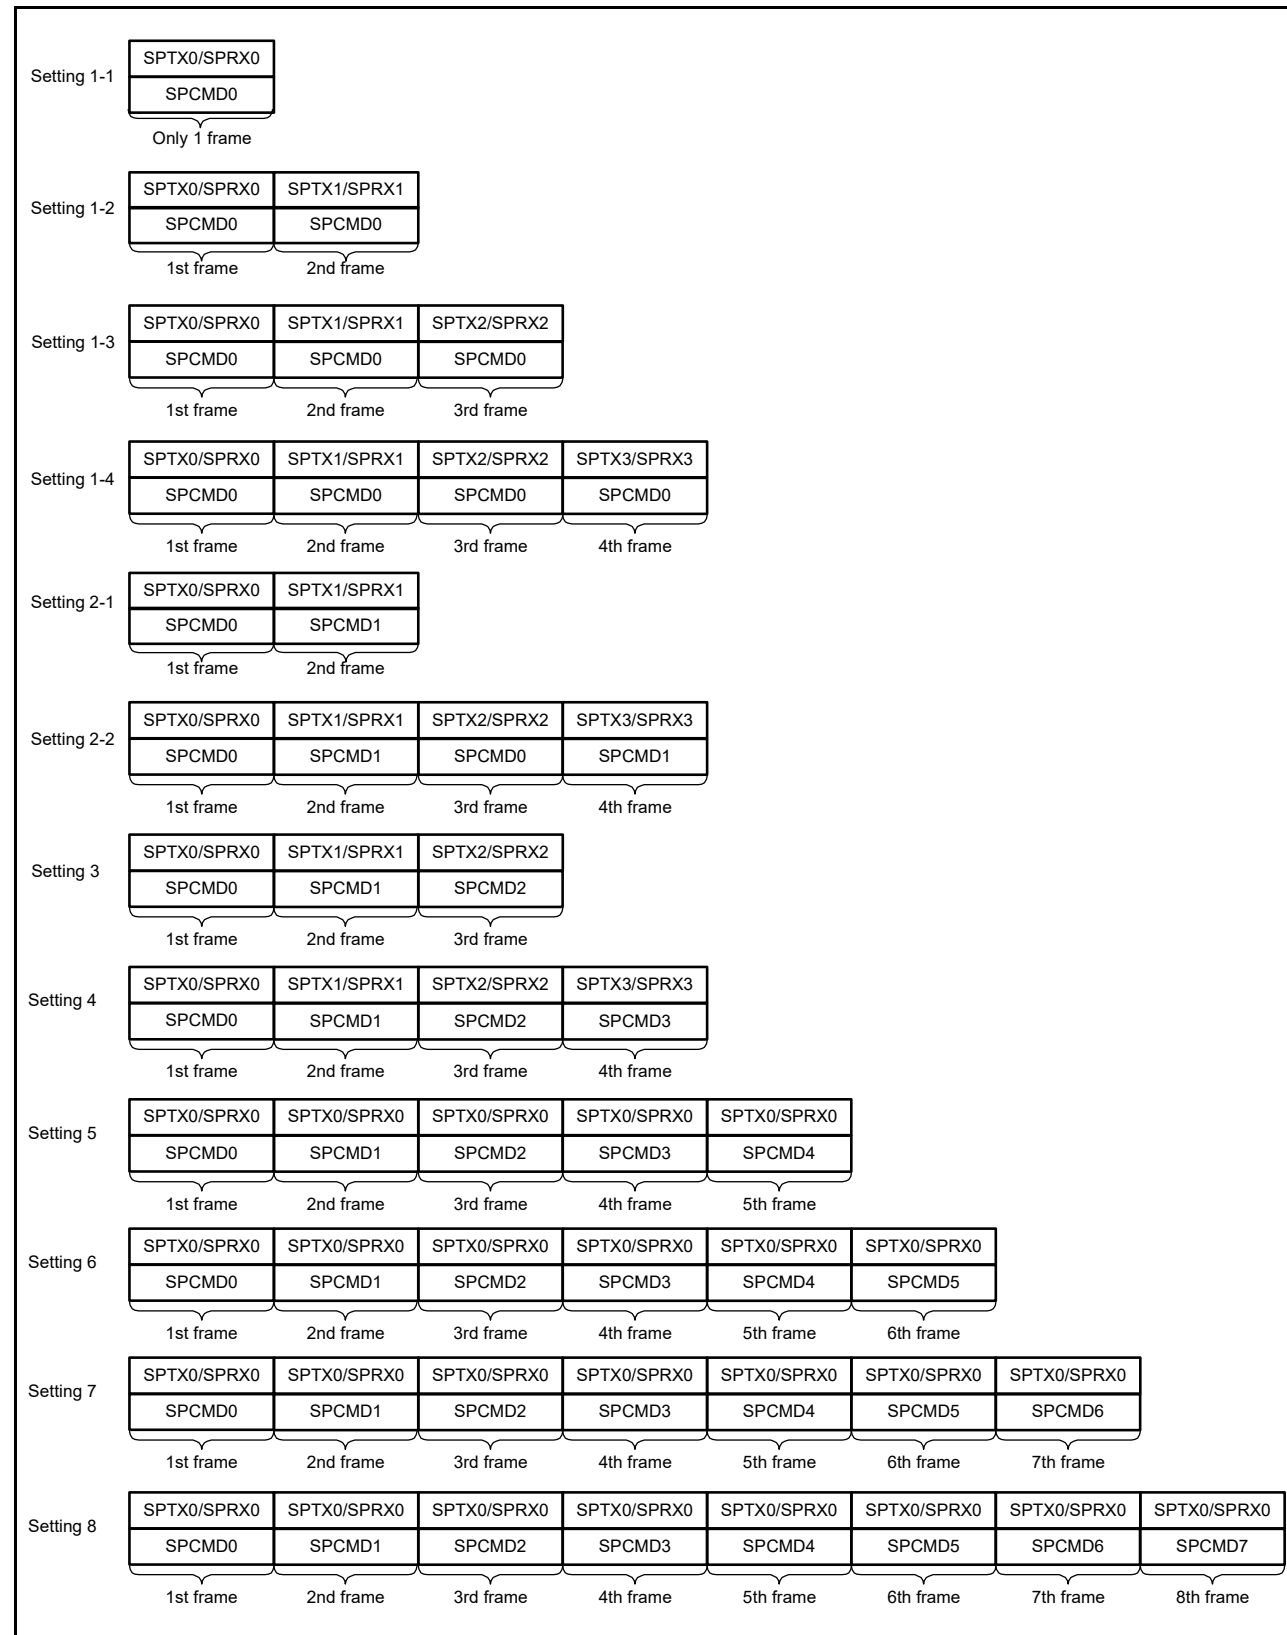 SPTX0/SPRX0
Setting 1-1
SPCMD0
Only 1 frame
SPTX0/SPRX0 SPTX1/SPRX1
Setting 1-2
SPCMD0 SPCMD0
1st frame 2nd frame
SPTX0/SPRX0 SPTX1/SPRX1 SPTX2/SPRX2
Setting 1-3
SPCMD0 SPCMD0 SPCMD0
1st frame 2nd frame 3rd frame
SPTX0/SPRX0 SPTX1/SPRX1 SPTX2/SPRX2 SPTX3/SPRX3
Setting 1-4
SPCMD0 SPCMD0 SPCMD0 SPCMD0
1st frame 2nd frame 3rd frame 4th frame
SPTX0/SPRX0 SPTX1/SPRX1
Setting 2-1
SPCMD0 SPCMD1
1st frame 2nd frame
SPTX0/SPRX0 SPTX1/SPRX1 SPTX2/SPRX2 SPTX3/SPRX3
Setting 2-2
SPCMD0 SPCMD1 SPCMD0 SPCMD1
1st frame 2nd frame 3rd frame 4th frame
SPTX0/SPRX0 SPTX1/SPRX1 SPTX2/SPRX2
Setting 3
SPCMD0 SPCMD1 SPCMD2
1st frame 2nd frame 3rd frame
SPTX0/SPRX0 SPTX1/SPRX1 SPTX2/SPRX2 SPTX3/SPRX3
Setting 4
SPCMD0 SPCMD1 SPCMD2 SPCMD3
1st frame 2nd frame 3rd frame 4th frame
SPTX0/SPRX0 SPTX0/SPRX0 SPTX0/SPRX0 SPTX0/SPRX0 SPTX0/SPRX0
Setting 5
SPCMD0 SPCMD1 SPCMD2 SPCMD3 SPCMD4
1st frame 2nd frame 3rd frame 4th frame 5th frame
SPTX0/SPRX0 SPTX0/SPRX0 SPTX0/SPRX0 SPTX0/SPRX0 SPTX0/SPRX0 SPTX0/SPRX0
Setting 6
SPCMD0 SPCMD1 SPCMD2 SPCMD3 SPCMD4 SPCMD5
1st frame 2nd frame 3rd frame 4th frame 5th frame 6th frame
SPTX0/SPRX0 SPTX0/SPRX0 SPTX0/SPRX0 SPTX0/SPRX0 SPTX0/SPRX0 SPTX0/SPRX0 SPTX0/SPRX0
Setting 7
SPCMD0 SPCMD1 SPCMD2 SPCMD3 SPCMD4 SPCMD5 SPCMD6
1st frame 2nd frame 3rd frame 4th frame 5th frame 6th frame 7th frame
SPTX0/SPRX0 SPTX0/SPRX0 SPTX0/SPRX0 SPTX0/SPRX0 SPTX0/SPRX0 SPTX0/SPRX0 SPTX0/SPRX0 SPTX0/SPRX0
Setting 8
SPCMD0 SPCMD1 SPCMD2 SPCMD3 SPCMD4 SPCMD5 SPCMD6 SPCMD7
1st frame 2nd frame 3rd frame 4th frame 5th frame 6th frame 7th frame 8th frame